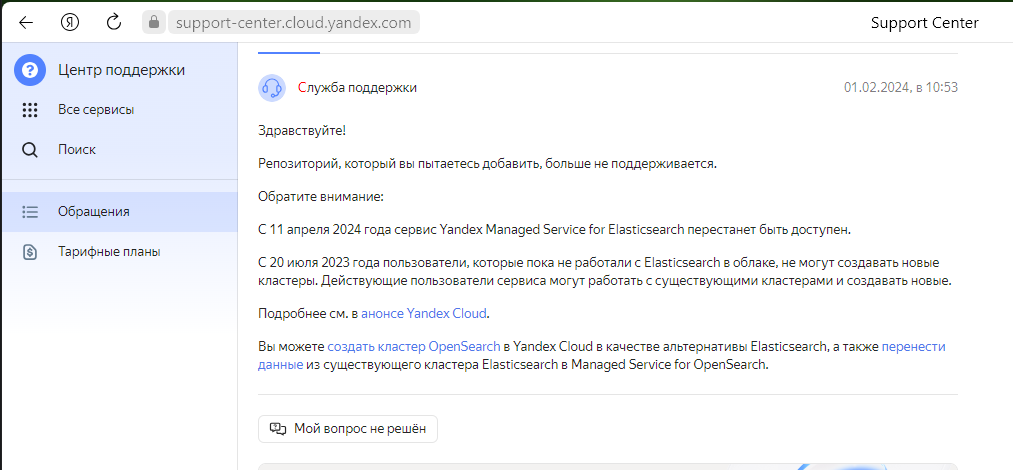 support-center.cloud.yandex.com
Support Center
Центр поддержки
Все сервисы
Поиск
Обращения
Тарифные планы
Служба поддержки
01.02.2024, в 10:53
Здравствуйте!
Репозиторий, который вы пытаетесь добавить, больше не поддерживается.
Обратите внимание:
С 11 апреля 2024 года сервис Yandex Managed Service for Elasticsearch перестанет быть доступен.
С 20 июля 2023 года пользователи, которые пока не работали с Elasticsearch в облаке, не могут создавать новые
кластеры. Действующие пользователи сервиса могут работать с существующими кластерами и создавать новые.
Подробнее см. в анонсе Yandex Cloud.
Вы можете создать кластер OpenSearch в Yandex Cloud в качестве альтернативы Elasticsearch, а также перенести
данные из существующего кластера Elasticsearch в Managed Service for OpenSearch.
Мой вопрос не решён